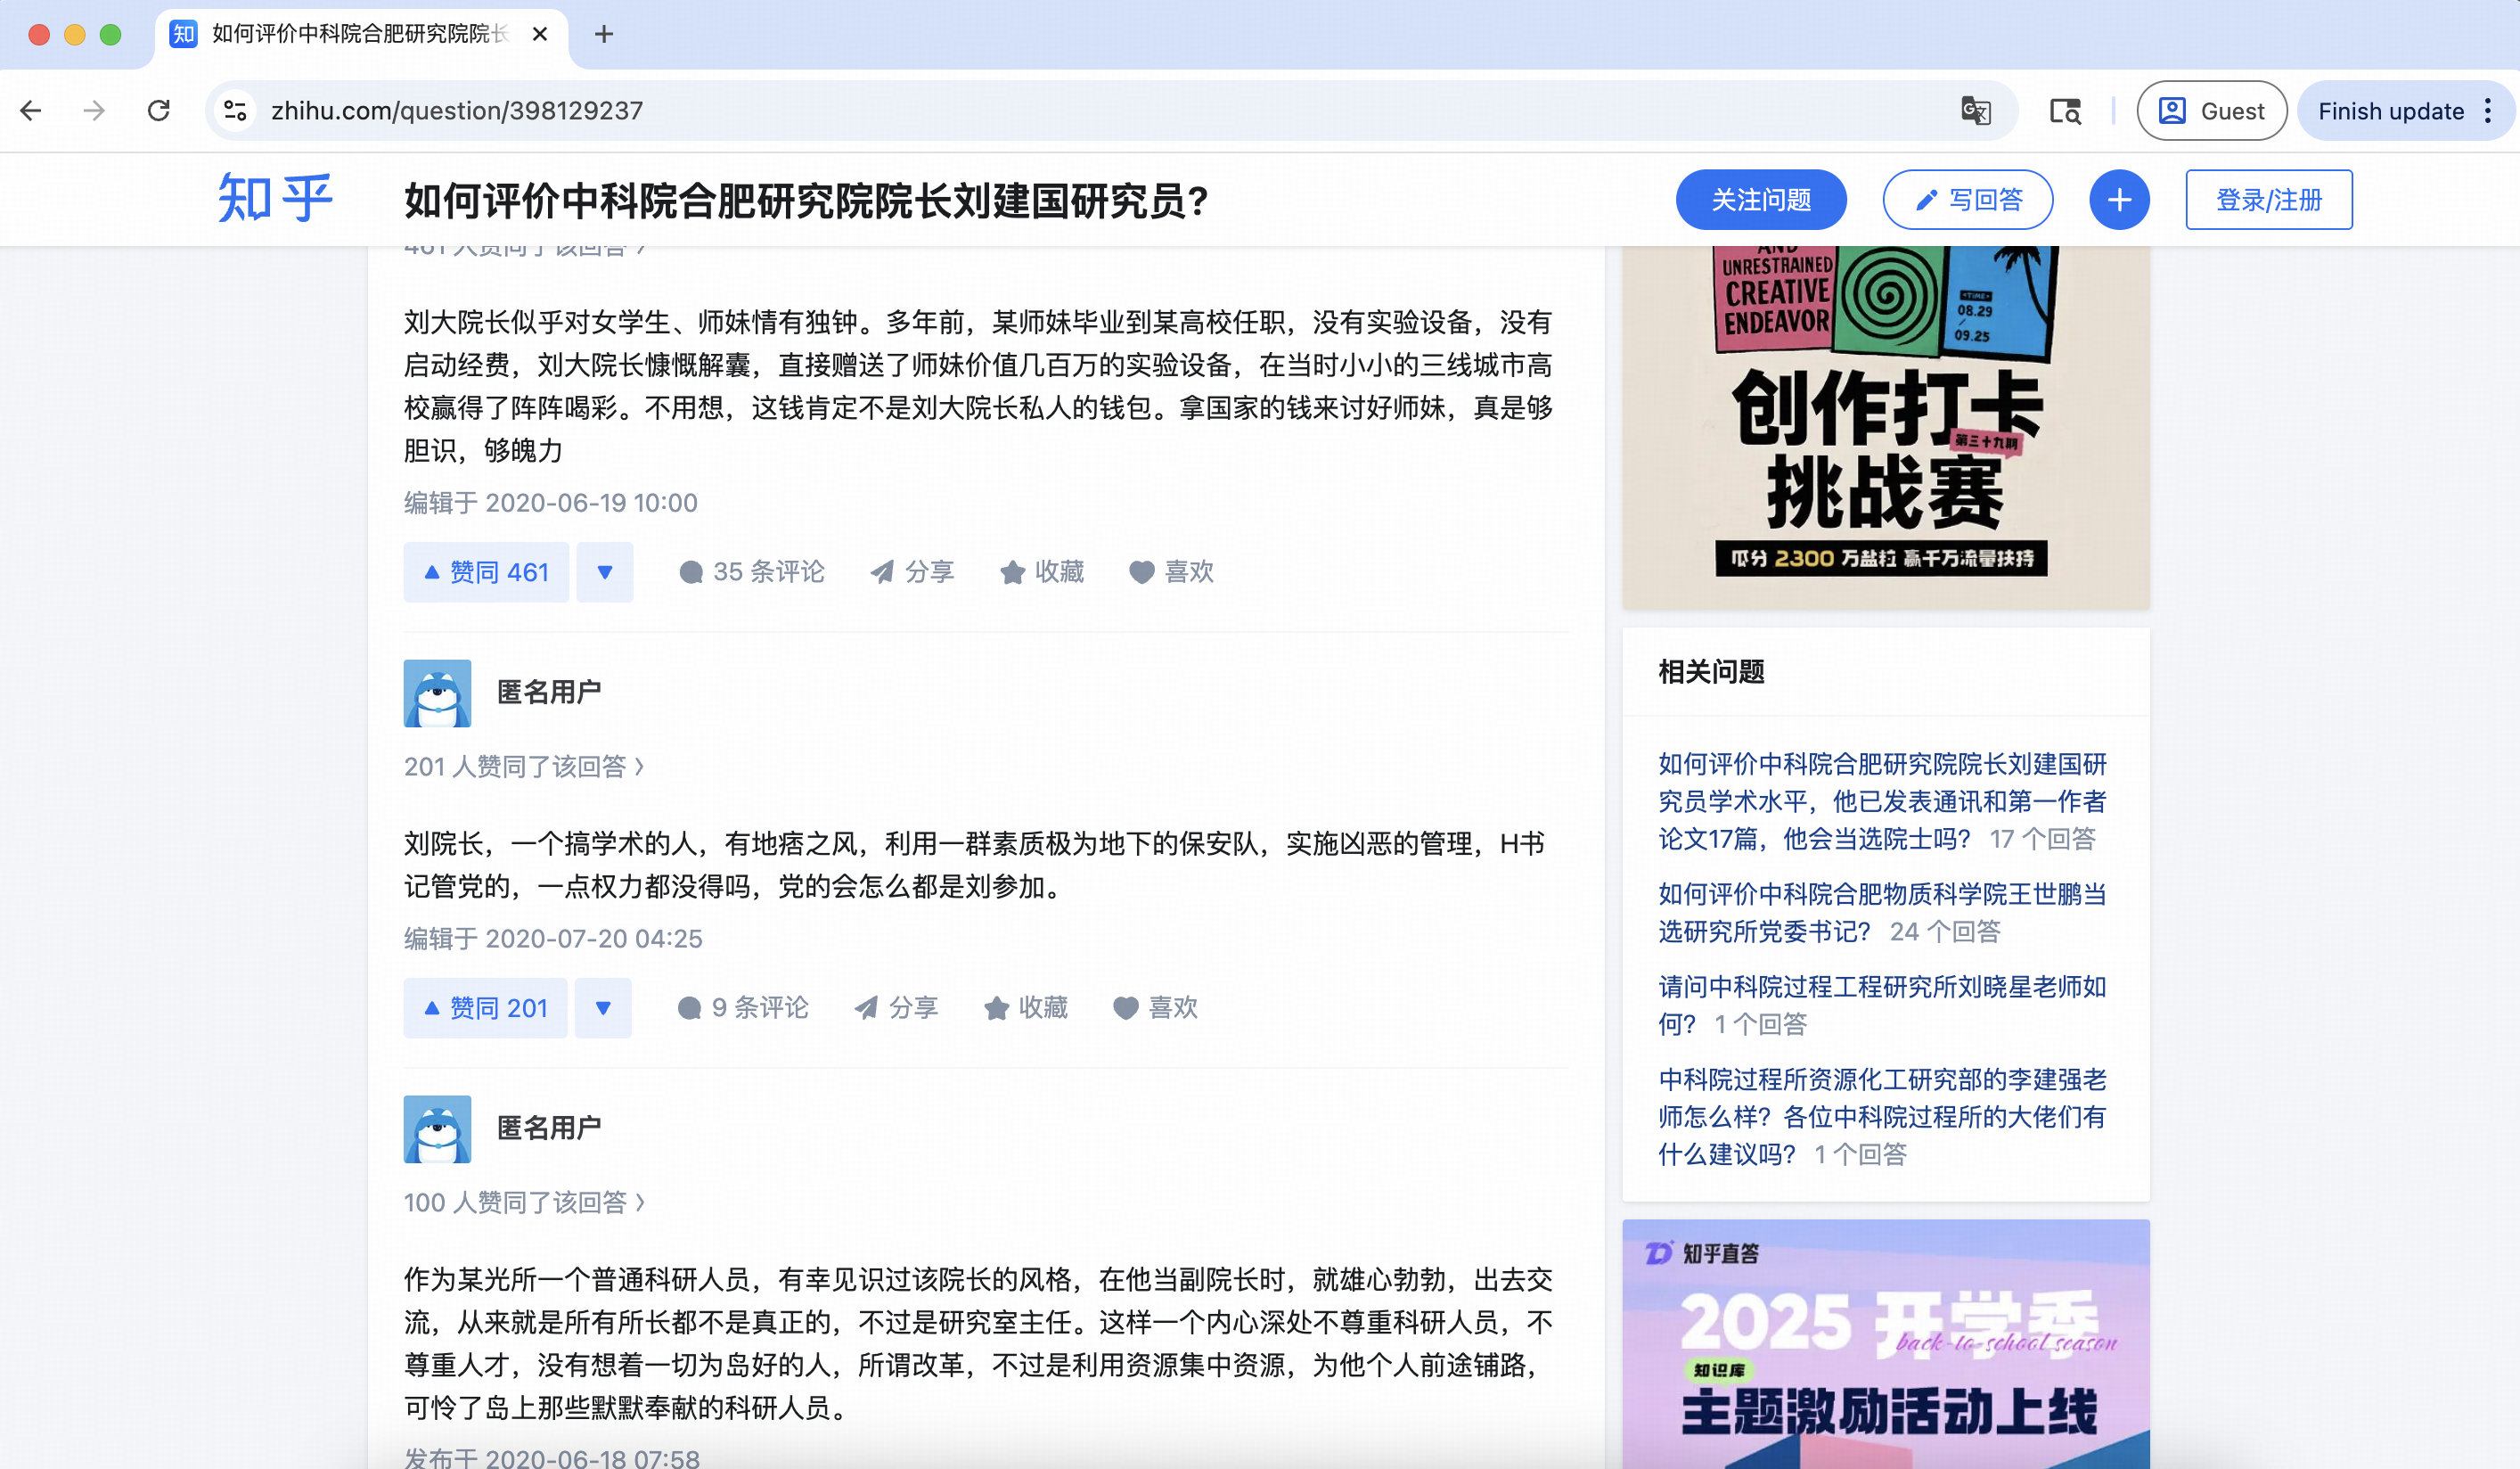 知 如何评价中科院合肥研究院院长
zhihu.com/question/398129237
Guest
Finish update
知乎
如何评价中科院合肥研究院院长刘建国研究员?
关注问题
写回答
登录/注册
461 人赞同了该回答
刘大院长似乎对女学生、师妹情有独钟。多年前，某师妹毕业到某高校任职，没有实验设备，没有
启动经费，刘大院长慷慨解囊，直接赠送了师妹价值几百万的实验设备，在当时小小的三线城市高
校赢得了阵阵喝彩。不用想，这钱肯定不是刘大院长私人的钱包。拿国家的钱来讨好师妹，真是够
胆识，够魄力
编辑于 2020-06-19 10:00
赞同 461
35 条评论
分享
收藏
喜欢
匿名用户
201 人赞同了该回答
刘院长，一个搞学术的人，有地痞之风，利用一群素质极为地下的保安队，实施凶恶的管理，H书
记管党的，一点权力都没得吗，党的会怎么都是刘参加。
编辑于 2020-07-20 04:25
赞同 201
9 条评论
分享
收藏
喜欢
匿名用户
100 人赞同了该回答
作为某光所一个普通科研人员，有幸见识过该院长的风格，在他当副院长时，就雄心勃勃，出去交
流，从来就是所有所长都不是真正的，不过是研究室主任。这样一个内心深处不尊重科研人员，不
尊重人才，没有想着一切为岛好的人，所谓改革，不过是利用资源集中资源，为他个人前途铺路，
可怜了岛上那些默默奉献的科研人员。
发布于 2020-06-18 07:58
AND
UNRESTRAINED
CREATIVE
ENDEAVOR
TIME
08.29
/
09.25
创作打卡
第三十九期
挑战赛
瓜分 2300 万盐粒 赢千万流量扶持
相关问题
如何评价中科院合肥研究院院长刘建国研
究员学术水平，他已发表通讯和第一作者
论文17篇，他会当选院士吗? 17 个回答
如何评价中科院合肥物质科学院王世鹏当
选研究所党委书记? 24 个回答
请问中科院过程工程研究所刘晓星老师如
何? 1 个回答
中科院过程所资源化工研究部的李建强老
师怎么样? 各位中科院过程所的大佬们有
什么建议吗? 1 个回答
知乎直答
2025 开学季
back-to-school season
知识库
主题激励活动上线